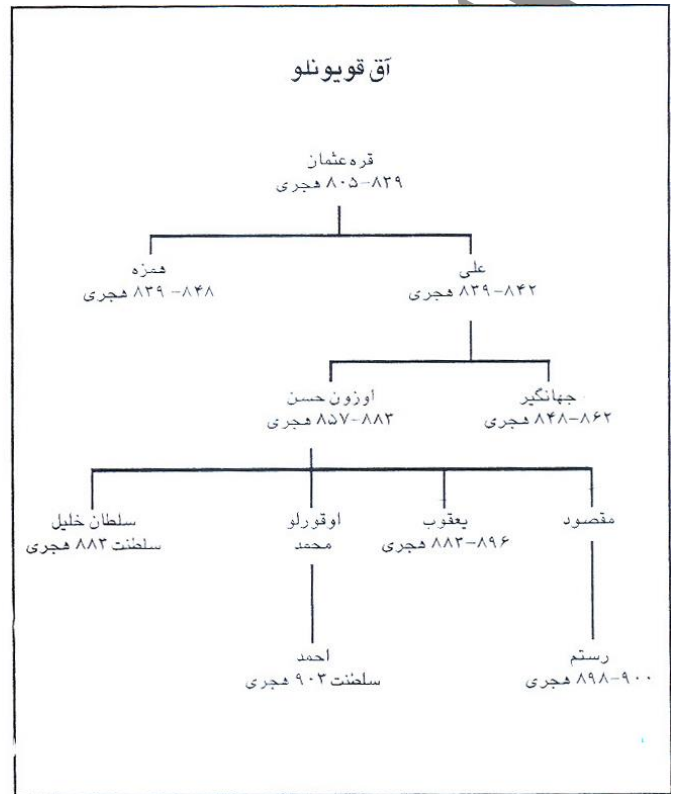 آق قویونلو
قره عثمان
۸۰۵-۸۳۹ هجری
علی
۸۳۹-۸۴۲ هجری
همزه
۸۳۹-۸۴۸ هجری
جهانگیر
۸۴۸-۸۶۲ هجری
اوزون حسن
۸۵۷-۸۸۳ هجری
مقصود
یعقوب
۸۸۳-۸۹۶ هجری
اوقورلو
محمد
سلطان خلیل
سلطنت ۸۸۳ هجری
رستم
۸۹۸-۹۰۰ هجری
احمد
سلطنت ۹۰۳ هجری